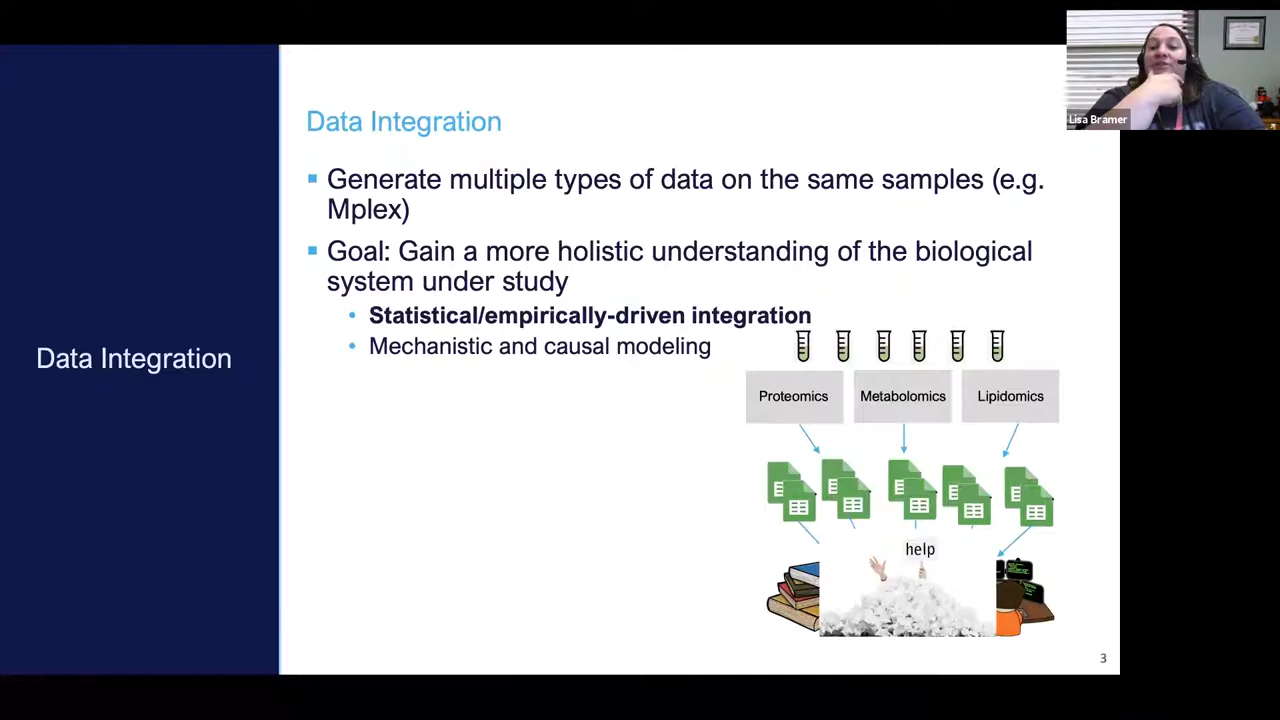 Lisa Bramer
Data Integration
Data Integration
Generate multiple types of data on the same samples (e.g.
Mplex)
Goal: Gain a more holistic understanding of the biological
system under study
Statistical/empirically-driven integration
Mechanistic and causal modeling
Proteomics
Metabolomics
Lipidomics
help
3